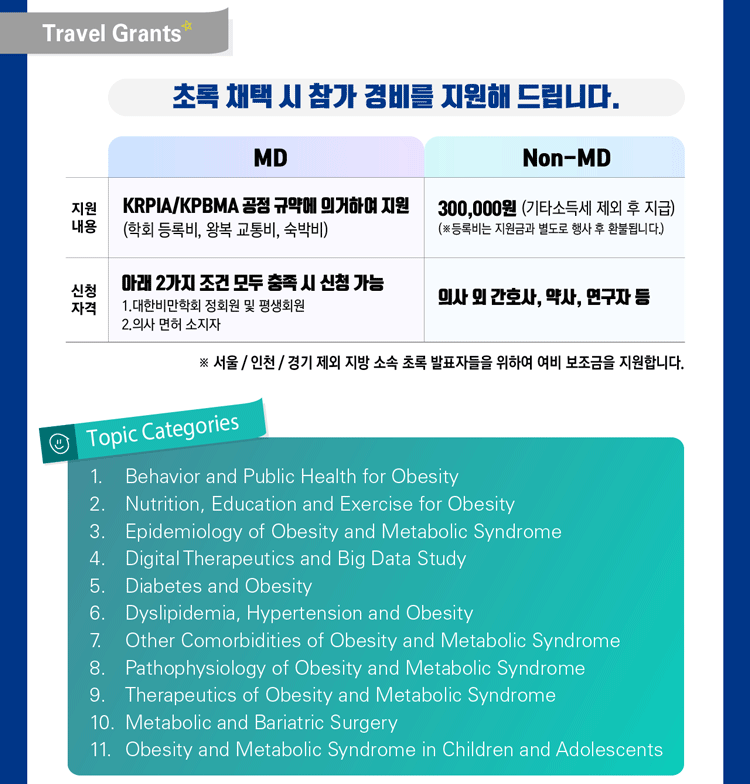 Travel Grants
초록 채택 시 참가 경비를 지원해 드립니다.
MD
Non-MD
지원
내용
KRPIA/KPBMA 공정 규약에 의거하여 지원
(학회 등록비, 왕복 교통비, 숙박비)
300,000원 (기타소득세 제외 후 지급)
(※등록비는 지원금과 별도로 행사 후 환불됩니다.)
신청
자격
아래 2가지 조건 모두 충족 시 신청 가능
1.대한비만학회 정회원 및 평생회원
2.의사 면허 소지자
의사 외 간호사, 약사, 연구자 등
※ 서울 / 인천 / 경기 제외 지방 소속 초록 발표자들을 위하여 여비 보조금을 지원합니다.
Topic Categories
1. Behavior and Public Health for Obesity
2. Nutrition, Education and Exercise for Obesity
3. Epidemiology of Obesity and Metabolic Syndrome
4. Digital Therapeutics and Big Data Study
5. Diabetes and Obesity
6. Dyslipidemia, Hypertension and Obesity
7. Other Comorbidities of Obesity and Metabolic Syndrome
8. Pathophysiology of Obesity and Metabolic Syndrome
9. Therapeutics of Obesity and Metabolic Syndrome
10. Metabolic and Bariatric Surgery
11. Obesity and Metabolic Syndrome in Children and Adolescents